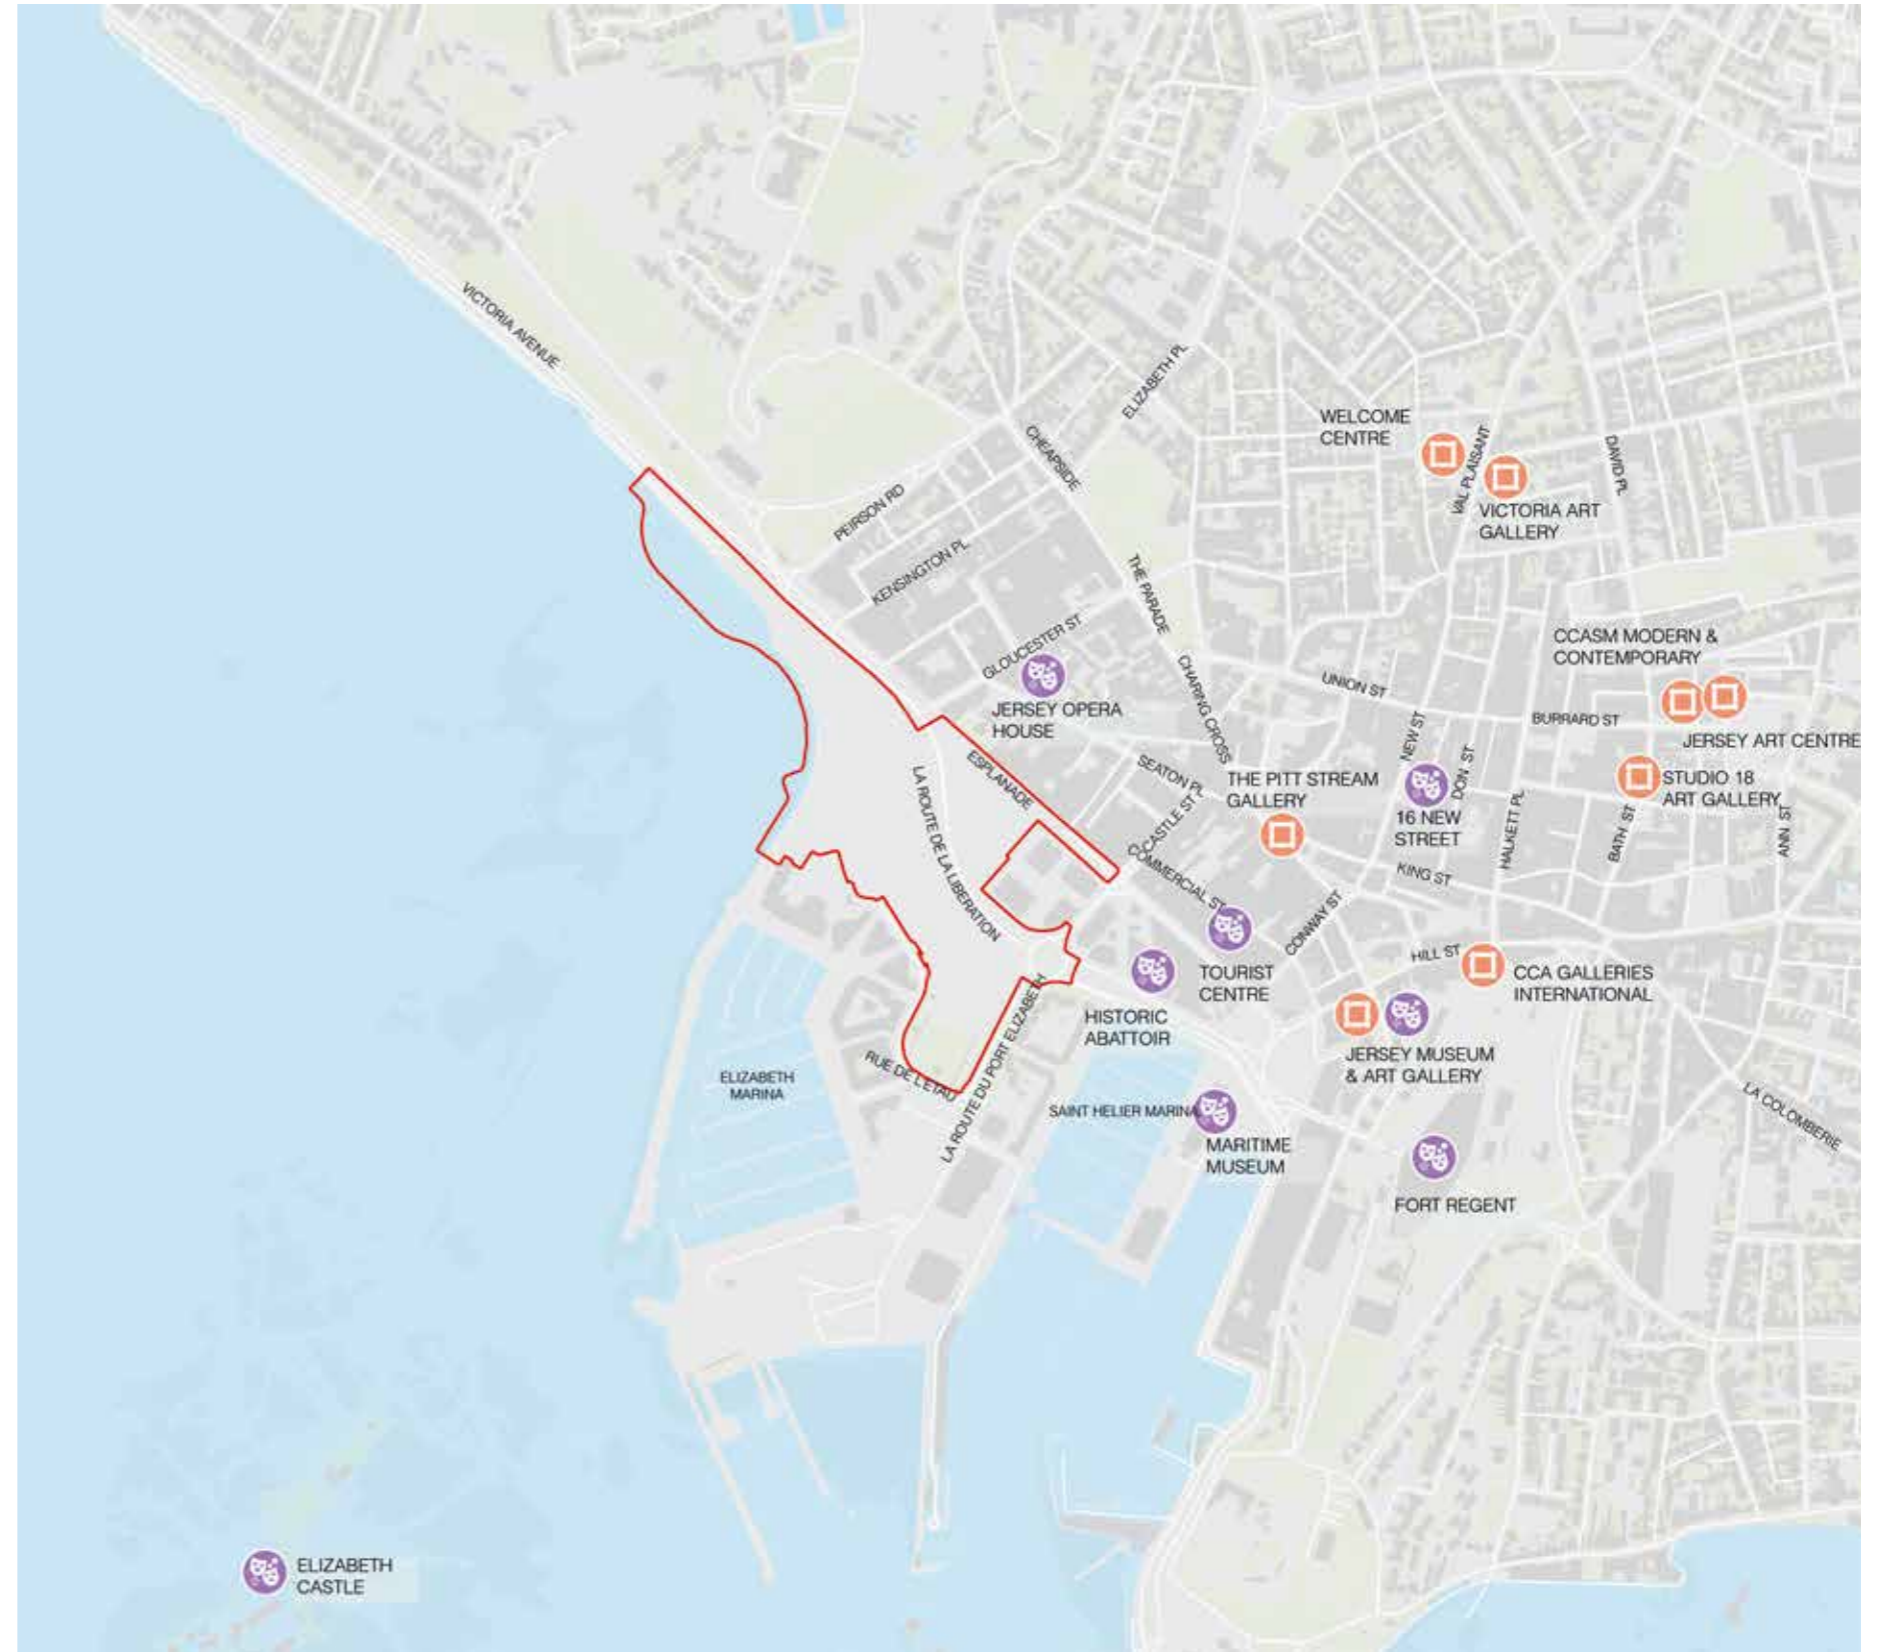 VICTORIA AVENUE
ELIZABETH PL
CHEAPSIDE
WELCOME
CENTRE
VAL PLAISANT
DAVID PL
VICTORIA ART
GALLERY
PEIRSON RD
KENSINGTON PL
THE PARADE
GLOUCESTER ST
JERSEY OPERA
HOUSE
CHARING CROSS
UNION ST
CCASM MODERN &
CONTEMPORARY
BURRARD ST
JERSEY ART CENTRE
NEW ST
DON ST
ESPLANADE
SEATON PL
CASTLE ST
THE PITT STREAM
GALLERY
STUDIO 18
ART GALLERY
16 NEW
STREET
HALKETT PL
BATH ST
ANN ST
LA ROUTE DE LA LIBERATION
COMMERCIAL ST
KING ST
CONWAY ST
HILL ST
TOURIST
CENTRE
CCA GALLERIES
INTERNATIONAL
HISTORIC
ABATTOIR
JERSEY MUSEUM
& ART GALLERY
RUE DE L'ETAU
LA ROUTE DU PORT ELIZABETH
ELIZABETH
MARINA
SAINT HELIER MARINA
MARITIME
MUSEUM
LA COLOMBERIE
FORT REGENT
ELIZABETH
CASTLE